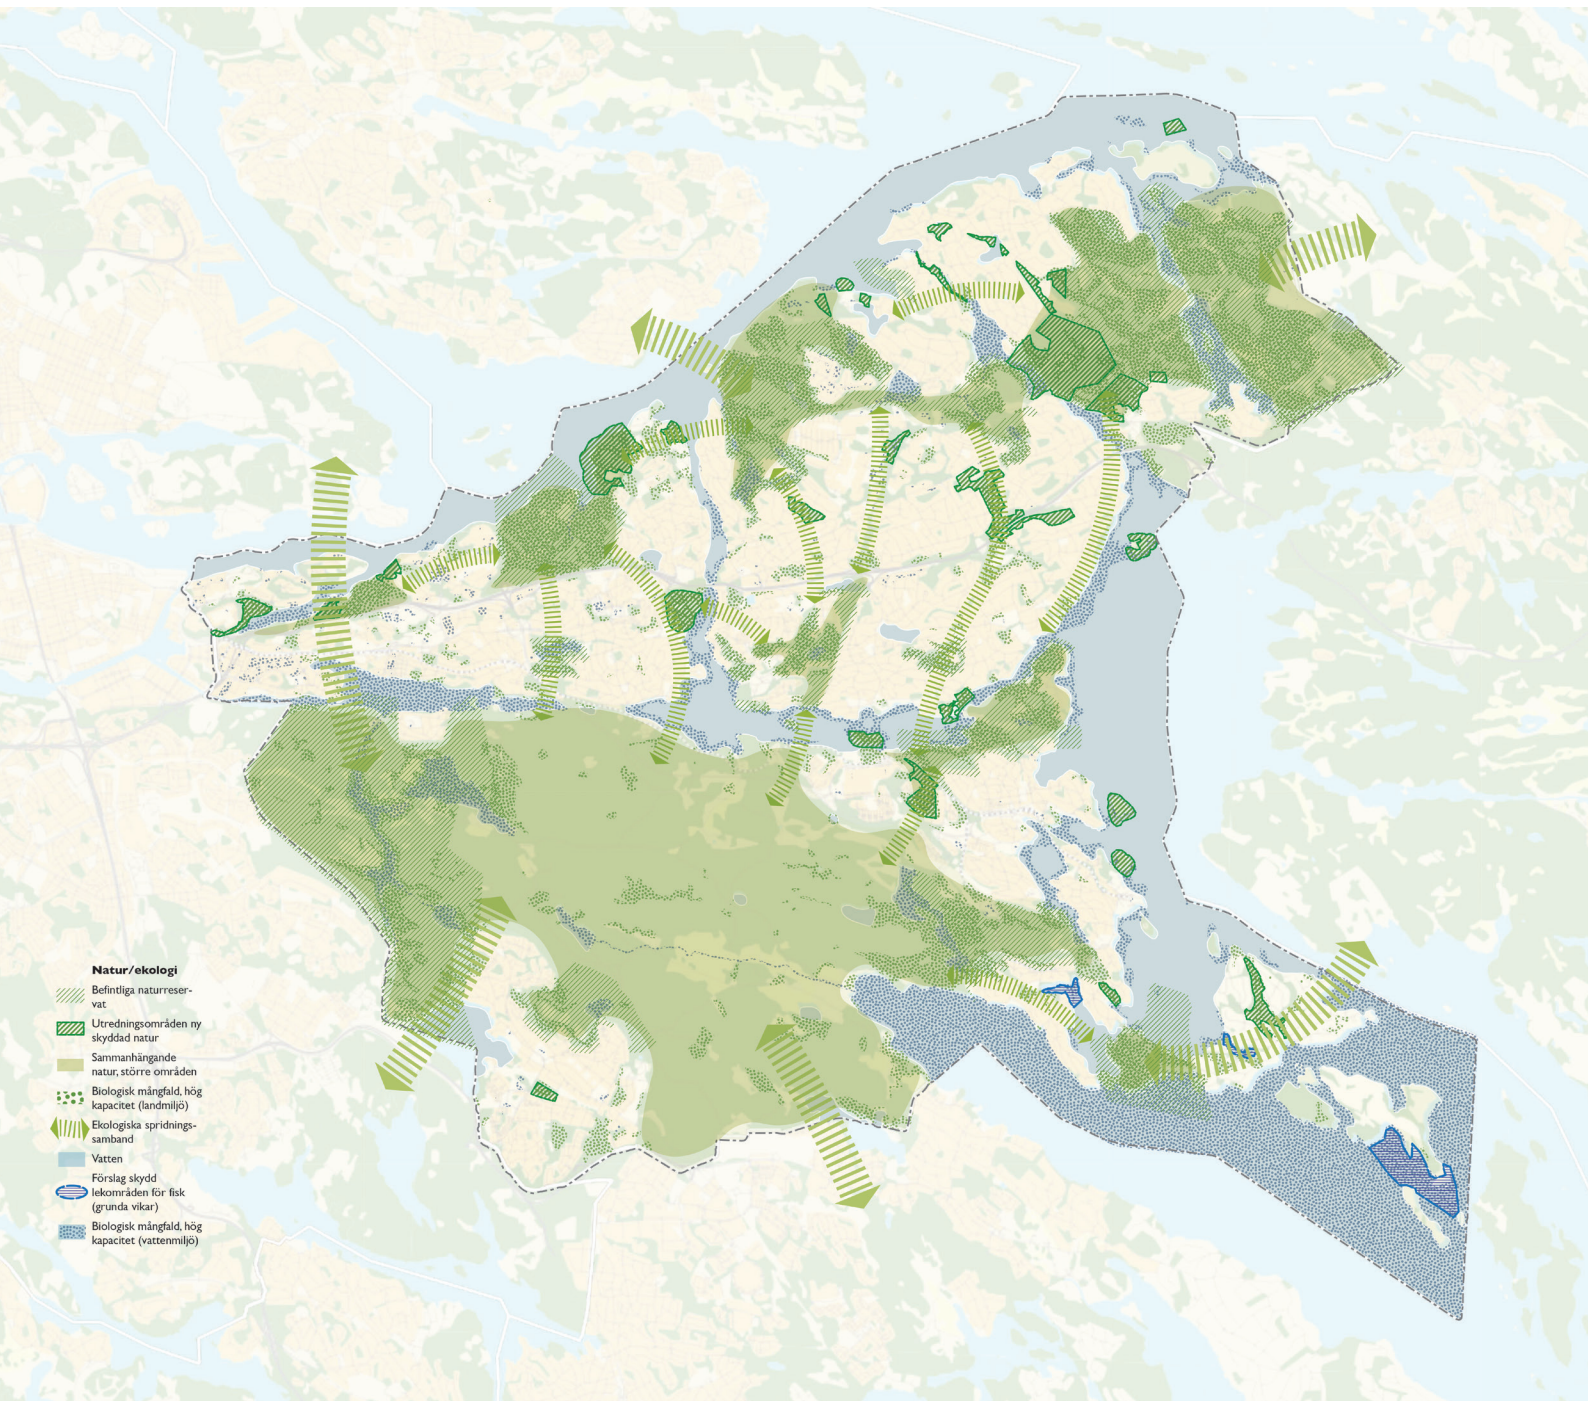 Natur/ekologi
Befintliga naturreser-
vat
Utredningsområden ny
skyddad natur
Sammanhängande
natur, större områden
Biologisk mångfald, hög
kapacitet (landmiljö)
Ekologiska spridnings-
samband
Vatten
Förslag skydd
lekområden för fisk
(grunda vikar)
Biologisk mångfald, hög
kapacitet (vattenmiljö)